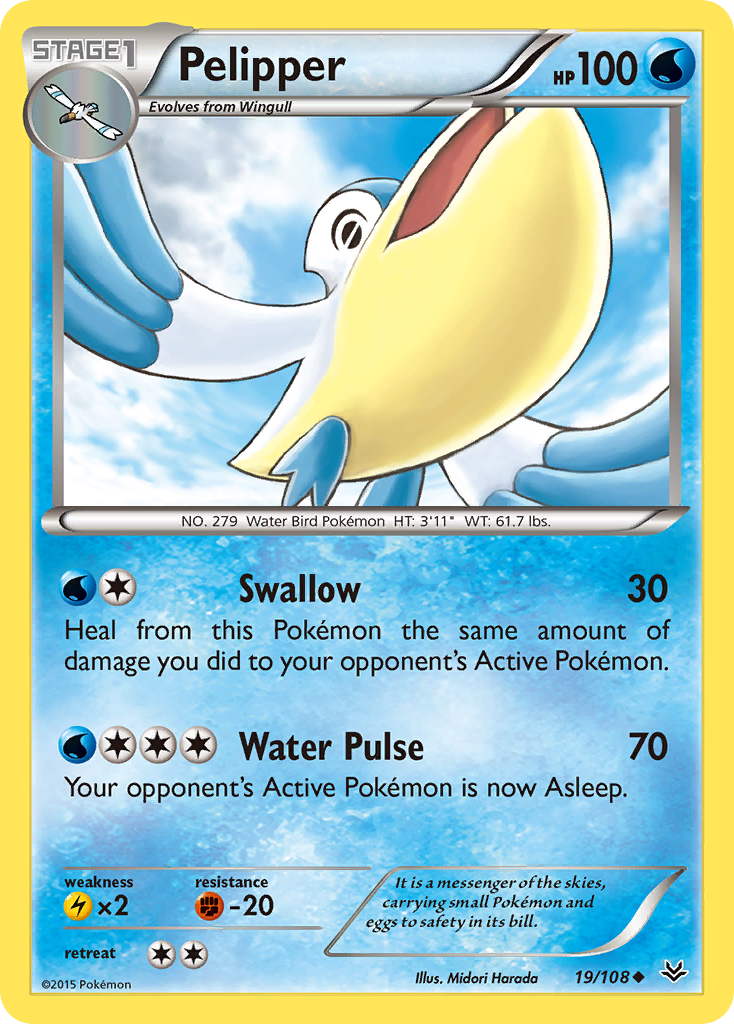 STAGE1
Pelipper
HP100
Evolves from Wingull
NO. 279 Water Bird Pokémon HT: 3'11" WT: 61.7 lbs.
Swallow 30
Heal from this Pokémon the same amount of
damage you did to your opponent's Active Pokémon.
Water Pulse 70
Your opponent's Active Pokémon is now Asleep.
weakness
×2
resistance
-20
retreat
It is a messenger of the skies,
carrying small Pokémon and
eggs to safety in its bill.
©2015 Pokémon
Illus. Midori Harada
19/108